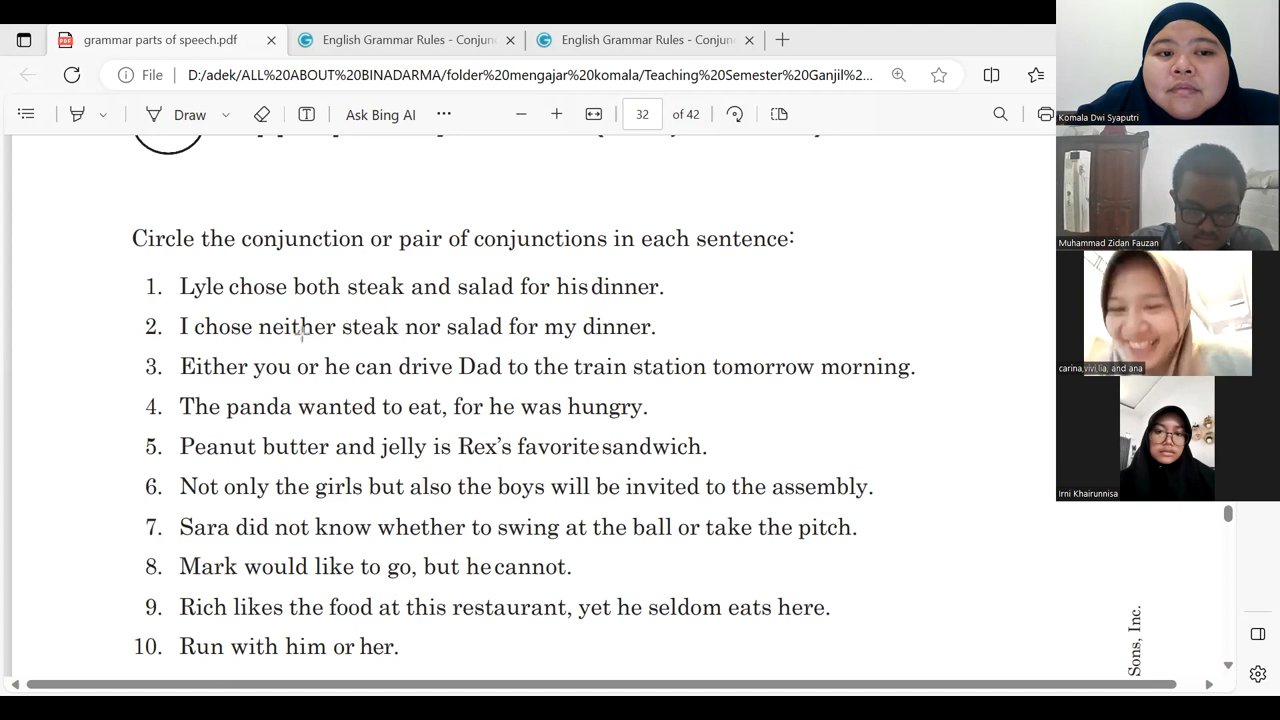 grammar parts of speech.pdf
English Grammar Rules - Conjun
English Grammar Rules - Conjun
File
D:/adek/ALL%20ABOUT%20BINADARMA/folder%20mengajar%20komala/Teaching%20Semester%20Ganjil%2...
Draw
Ask Bing AI
32 of 42
Circle the conjunction or pair of conjunctions in each sentence:
1. Lyle chose both steak and salad for his dinner.
2. I chose neither steak nor salad for my dinner.
3. Either you or he can drive Dad to the train station tomorrow morning.
4. The panda wanted to eat, for he was hungry.
5. Peanut butter and jelly is Rex's favorite sandwich.
6. Not only the girls but also the boys will be invited to the assembly.
7. Sara did not know whether to swing at the ball or take the pitch.
8. Mark would like to go, but he cannot.
9. Rich likes the food at this restaurant, yet he seldom eats here.
10. Run with him or her.
Sons, Inc.
Komala Dwi Syaputri
Muhammad Zidan Fauzan
carina,vivi,lia, and ana
Irni Khairunnisa